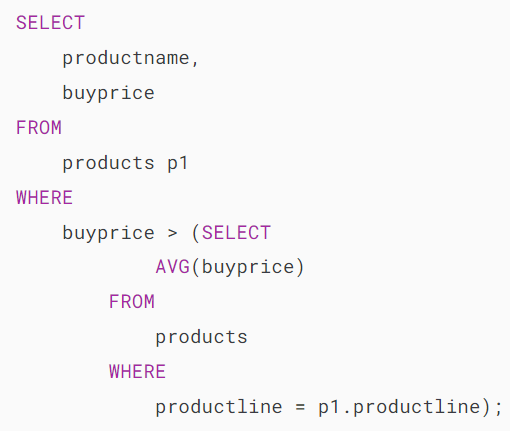 SELECT
    productname,
    buyprice
FROM
    products p1
WHERE
    buyprice > (SELECT
            AVG(buyprice)
        FROM
            products
        WHERE
            productline = p1.productline);